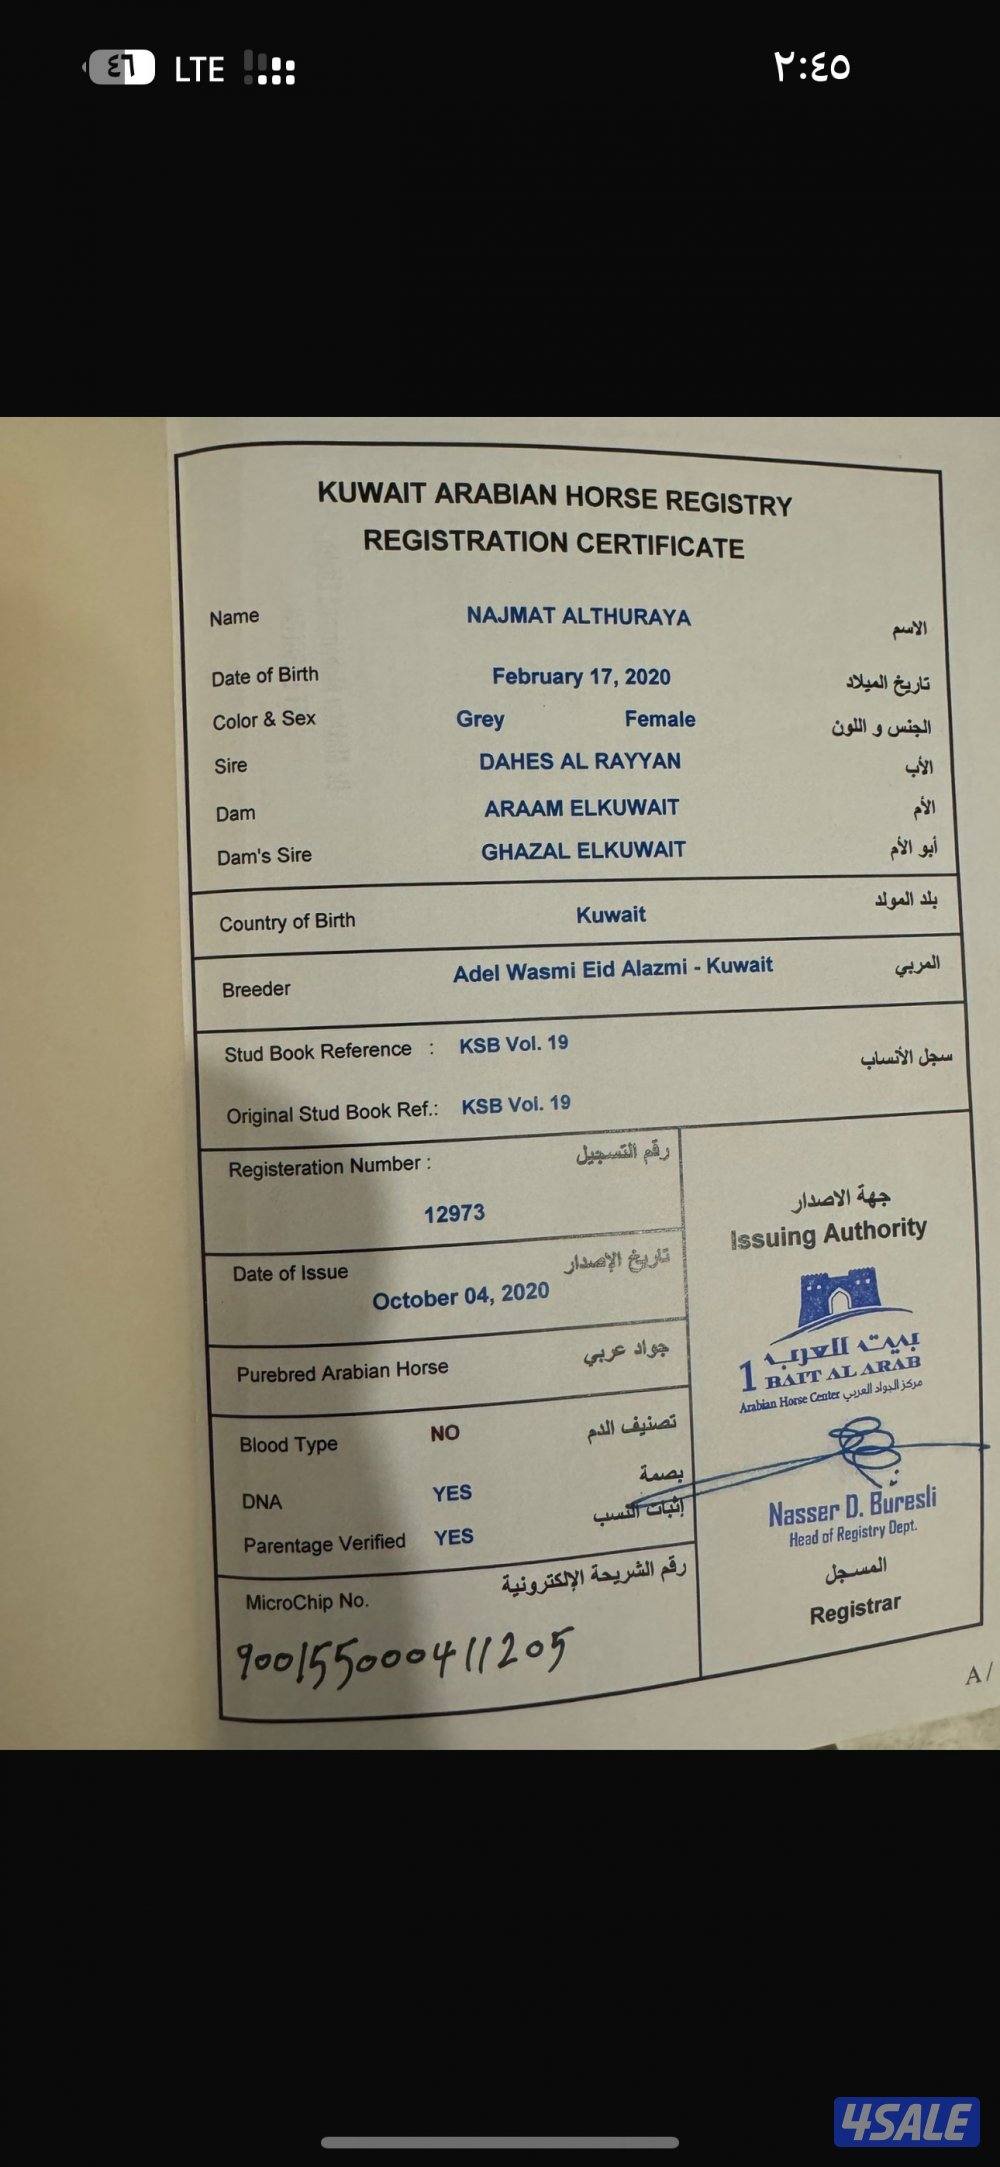 ٤٦ LTE ٢:٤٥
KUWAIT ARABIAN HORSE REGISTRY
REGISTRATION CERTIFICATE
Name NAJMAT ALTHURAYA الاسم
Date of Birth February 17, 2020 تاريخ الميلاد
Color & Sex Grey Female الجنس و اللون
Sire DAHES AL RAYYAN الأب
Dam ARAAM ELKUWAIT الأم
Dam's Sire GHAZAL ELKUWAIT أبو الأم
Country of Birth Kuwait بلد المولد
Breeder Adel Wasmi Eid Alazmi - Kuwait المربي
Stud Book Reference : KSB Vol. 19 سجل الأنساب
Original Stud Book Ref.: KSB Vol. 19
Registeration Number : رقم التسجيل
12973
Date of Issue تاريخ الإصدار
October 04, 2020
Purebred Arabian Horse جواد عربي
Blood Type NO تصنيف الدم
DNA YES بصمة
Parentage Verified YES إثبات النسب
MicroChip No. رقم الشريحة الإلكترونية
900155000411205
جهة الاصدار
Issuing Authority
بيت العرب
1 BAIT AL ARAB
Arabian Horse Center مركز الجواد العربي
Nasser D. Buresli
Head of Registry Dept.
المسجل
Registrar
A/
4SALE